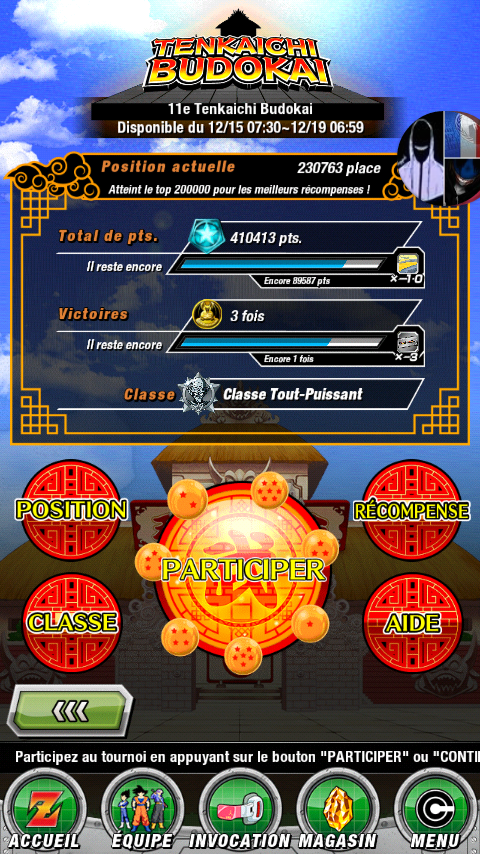 TENKAICHI
BUDOKAI
11e Tenkaichi Budokai
Disponible du 12/15 07:30~12/19 06:59
Position actuelle 230763 place
Atteint le top 200000 pour les meilleurs récompenses !
Total de pts. 410413 pts.
Il reste encore
×-10
Encore 89587 pts
Victoires 3 fois
Il reste encore
×-3
Encore 1 fois
Classe Classe Tout-Puissant
POSITION
RÉCOMPENSE
PARTICIPER
CLASSE
AIDE
Participez au tournoi en appuyant sur le bouton "PARTICIPER" ou "CONTI
ACCUEIL ÉQUIPE INVOCATION MAGASIN MENU